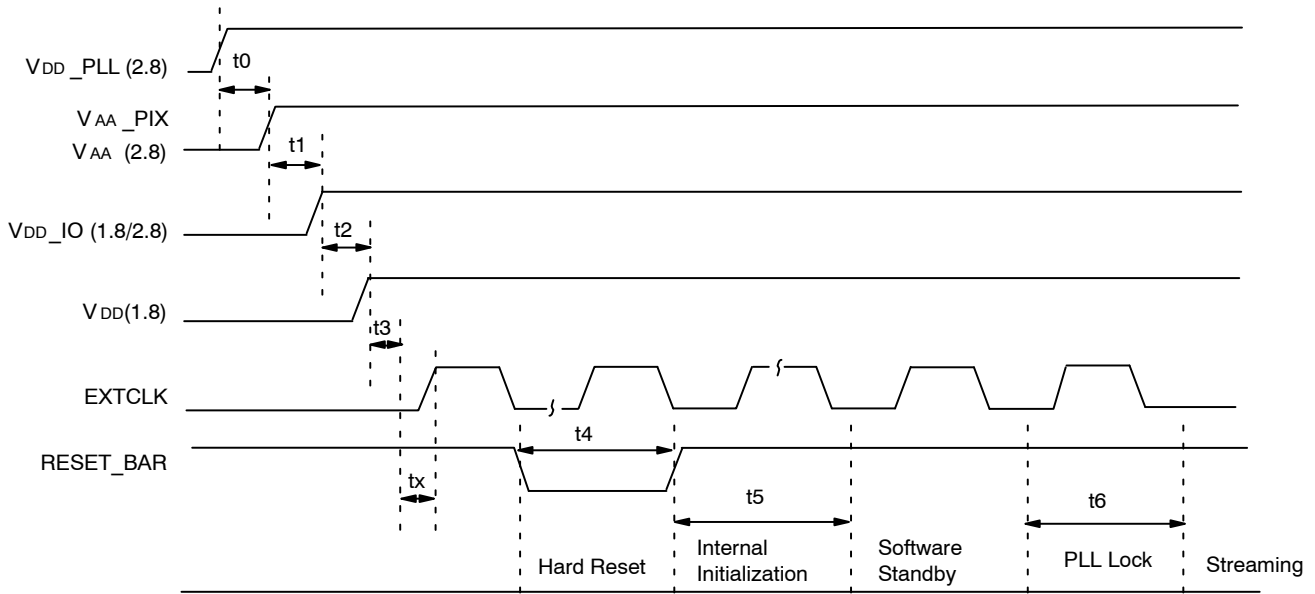 VDD_PLL (2.8)
t0
VAA_PIX
VAA (2.8)
t1
VDD_IO (1.8/2.8)
t2
VDD(1.8)
t3
EXTCLK
t4
RESET_BAR
tx
t5
t6
Hard Reset
Internal
Initialization
Software
Standby
PLL Lock
Streaming